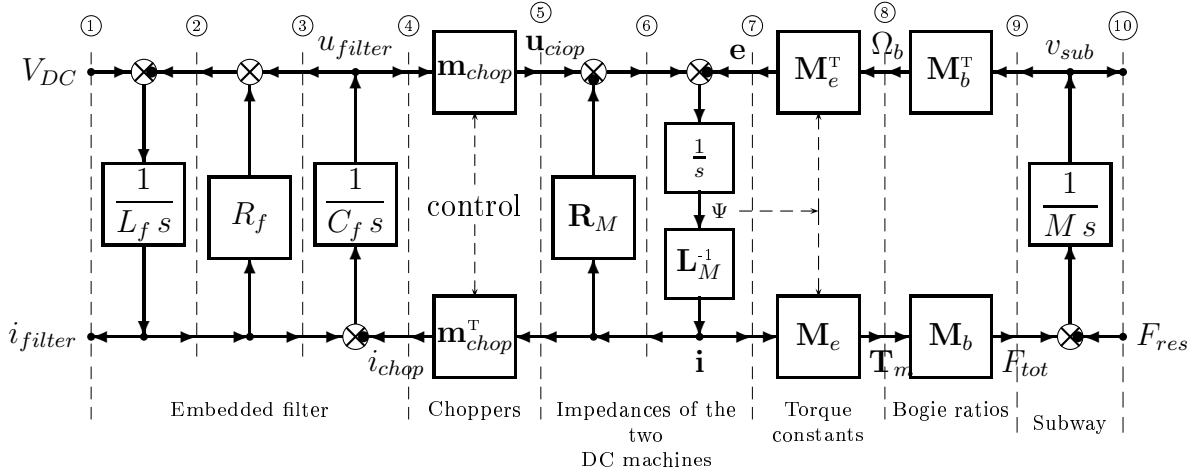 1 2 3 4 5 6 7 8 9 10
V_DC u_filter m_chop u_ciop e M_e^T Ω_b M_b^T v_sub
1/(L_f s) R_f 1/(C_f s) control R_M 1/s Ψ L_M^-1 1/(M s)
i_filter i_chop m_chop^T i M_e T_m M_b F_tot F_res
Embedded filter
Choppers
Impedances of the
two
DC machines
Torque
constants
Bogie ratios
Subway